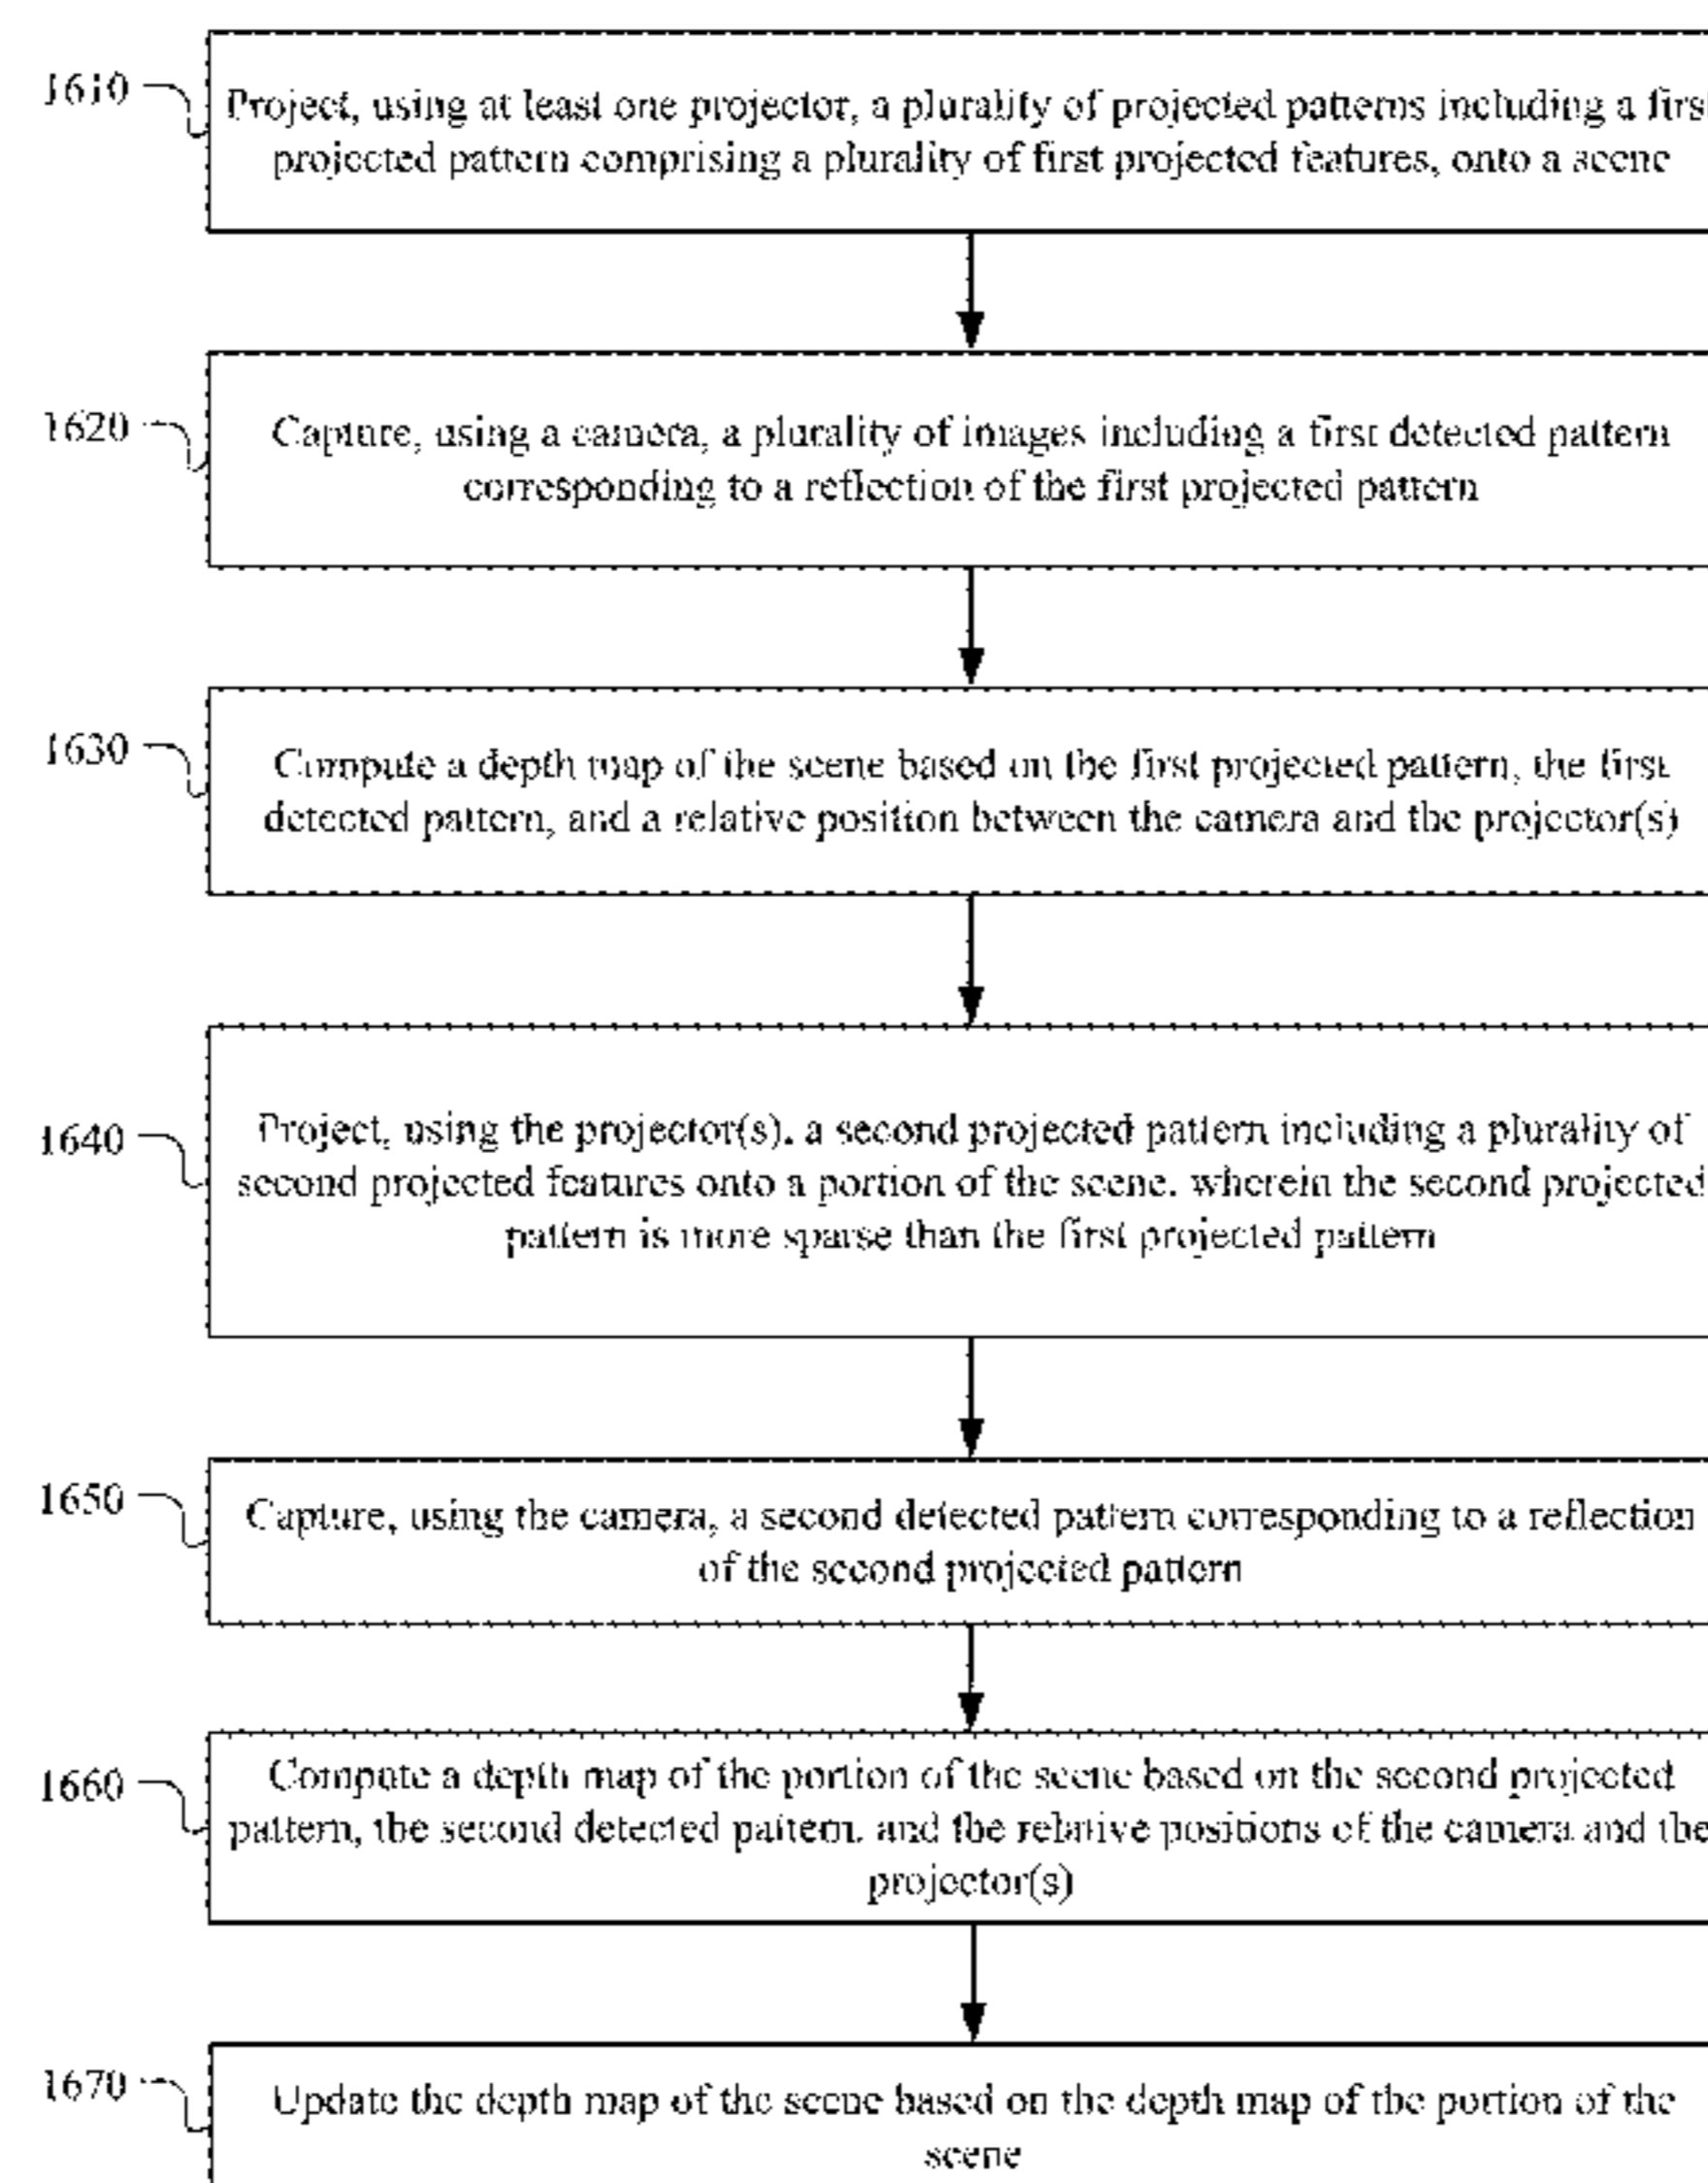 1610
Project, using at least one projector, a plurality of projected patterns including a firs
projected pattern comprising a plurality of first projected features, onto a scene
1620
Capture, using a camera, a plurality of images including a first detected pattern
corresponding to a reflection of the first projected pattern
1630
Compute a depth map of the scene based on the first projected pattern, the first
detected pattern, and a relative position between the camera and the projector(s)
1640
Project, using the projector(s), a second projected pattern including a plurality of
second projected features onto a portion of the scene, wherein the second projected
pattern is more sparse than the first projected pattern
1650
Capture, using the camera, a second detected pattern corresponding to a reflection
of the second projected pattern
1660
Compute a depth map of the portion of the scene based on the second projected
pattern, the second detected pattern, and the relative positions of the camera and the
projector(s)
1670
Update the depth map of the scene based on the depth map of the portion of the
scene